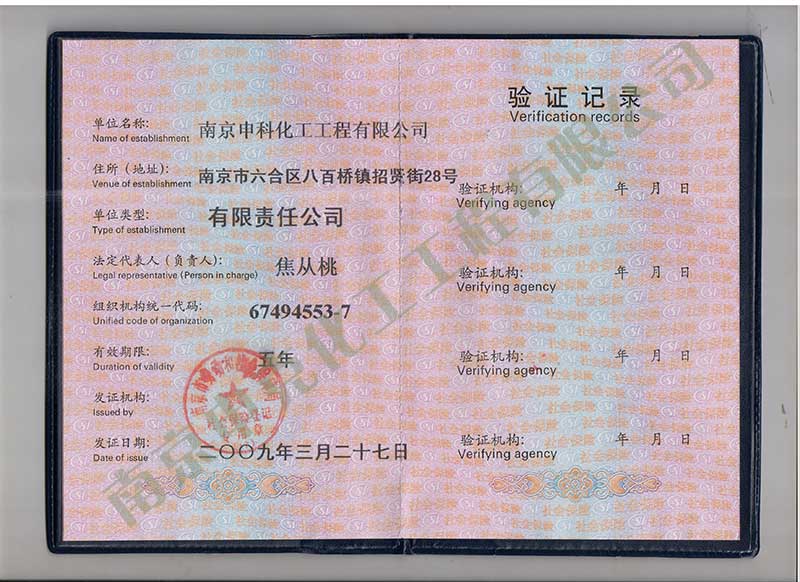 单位名称: 南京申科化工工程有限公司
Name of establishment
住所（地址): 南京市六合区八百桥镇招贤街28号
Venue of establishment
单位类型: 有限责任公司
Type of establishment
法定代表人（负责人）: 焦从桃
Legal representative (Person in charge)
组织机构统一代码: 67494553-7
Unified code of organization
有效期限: 五年
Duration of validity
发证机构:
Issued by
发证日期: 二〇〇九年三月二十七日
Date of issue
验证记录
Verification records
验证机构: 年 月 日
Verifying agency
验证机构: 年 月 日
Verifying agency
验证机构: 年 月 日
Verifying agency
验证机构: 年 月 日
Verifying agency
社会保险登记
南京申克化工工程有限公司